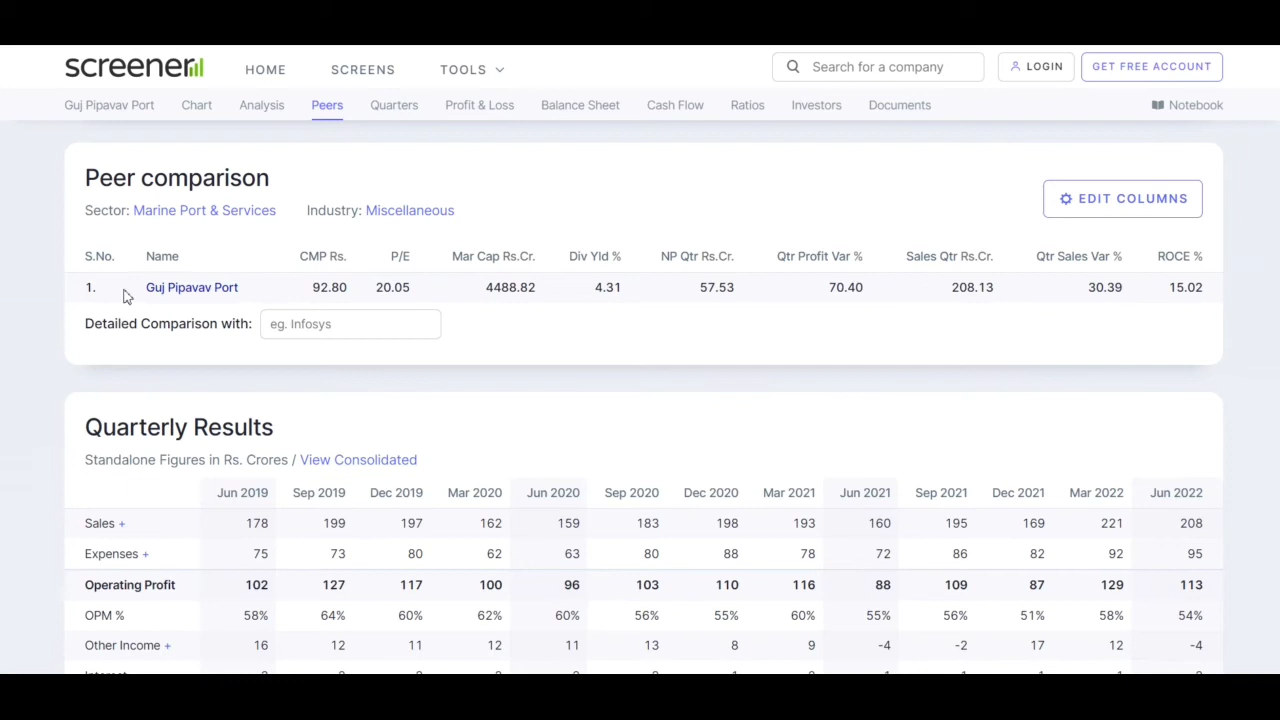 screener
HOME SCREENS TOOLS
Search for a company
LOGIN
GET FREE ACCOUNT
Guj Pipavav Port Chart Analysis Peers Quarters Profit & Loss Balance Sheet Cash Flow Ratios Investors Documents Notebook
Peer comparison
Sector: Marine Port & Services Industry: Miscellaneous
EDIT COLUMNS
S.No. Name CMP Rs. P/E Mar Cap Rs.Cr. Div Yld % NP Qtr Rs.Cr. Qtr Profit Var % Sales Qtr Rs.Cr. Qtr Sales Var % ROCE %
1. Guj Pipavav Port 92.80 20.05 4488.82 4.31 57.53 70.40 208.13 30.39 15.02
Detailed Comparison with: eg. Infosys
Quarterly Results
Standalone Figures in Rs. Crores / View Consolidated
Jun 2019 Sep 2019 Dec 2019 Mar 2020 Jun 2020 Sep 2020 Dec 2020 Mar 2021 Jun 2021 Sep 2021 Dec 2021 Mar 2022 Jun 2022
Sales + 178 199 197 162 159 183 198 193 160 195 169 221 208
Expenses + 75 73 80 62 63 80 88 78 72 86 82 92 95
Operating Profit 102 127 117 100 96 103 110 116 88 109 87 129 113
OPM % 58% 64% 60% 62% 60% 56% 55% 60% 55% 56% 51% 58% 54%
Other Income + 16 12 11 12 11 13 8 9 -4 -2 17 12 -4